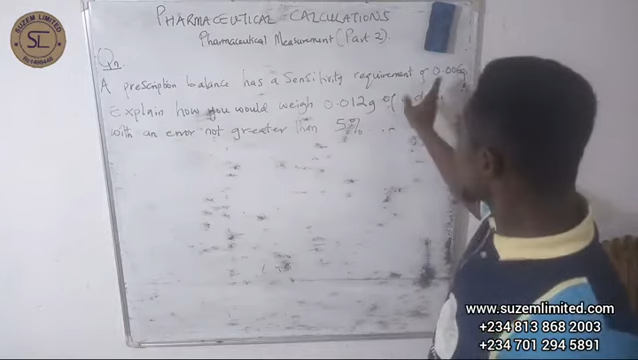 SUZEM LIMITED
SC
PHARMACEUTICAL CALCULATIONS
Pharmaceutical Measurement (Part 2).
Qn
A prescription balance has a sensitivity requirement of 0.006g.
Explain how you would weigh 0.012g of a
with an error not greater than 5% ...
www.suzemlimited.com
+234 813 868 2003
+234 701 294 5891